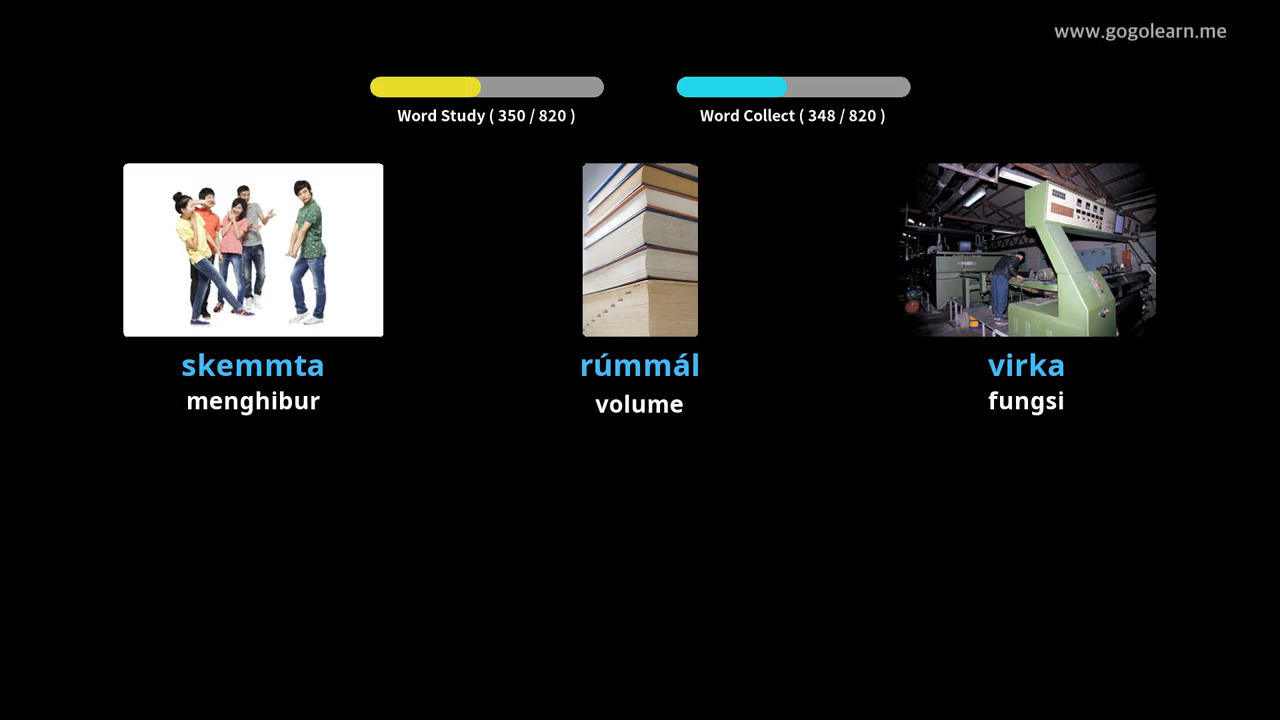 www.gogolearn.me
Word Study ( 350 / 820 )
Word Collect ( 348 / 820 )
skemmta
menghibur
rúmmál
volume
virka
fungsi